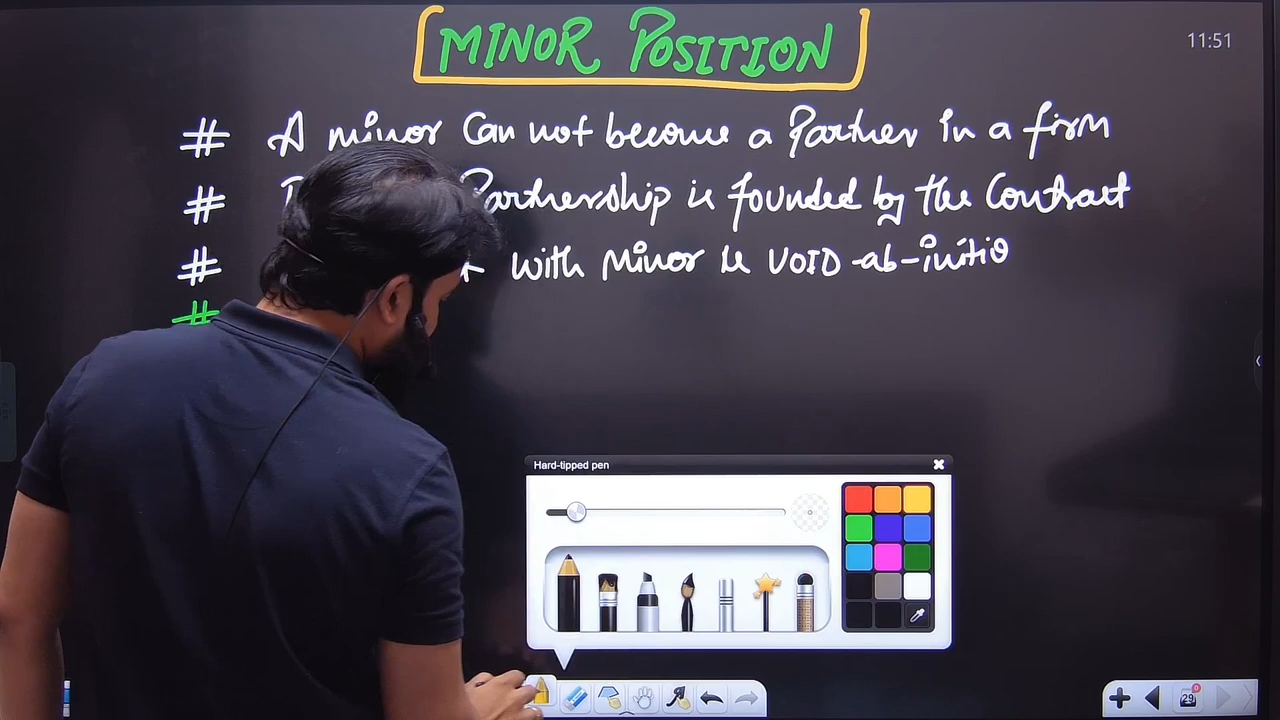 MINOR POSITION
11:51
# A minor Can not become a Partner in a firm
# Partnership is founded by the Contract
# with Minor is VOID-ab-initio
#
Hard-tipped pen
29